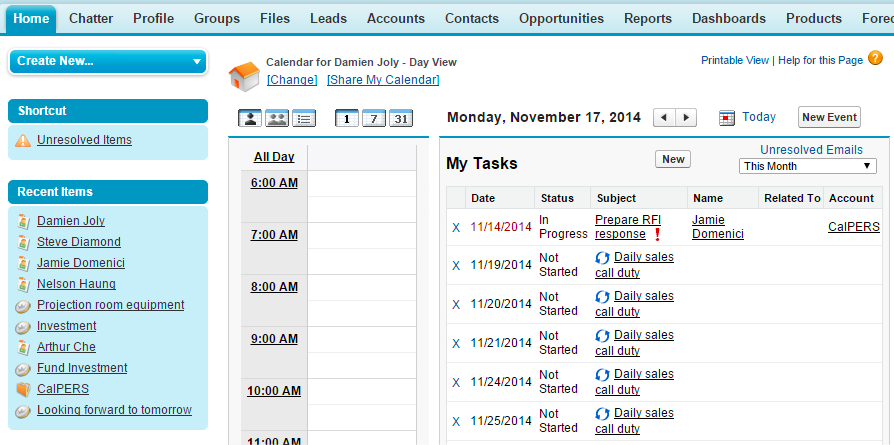 Home Chatter Profile Groups Files Leads Accounts Contacts Opportunities Reports Dashboards Products Forec
Create New...
Shortcut
Unresolved Items
Recent Items
Damien Joly
Steve Diamond
Jamie Domenici
Nelson Haung
Projection room equipment
Investment
Arthur Che
Fund Investment
CalPERS
Looking forward to tomorrow
Calendar for Damien Joly - Day View
[Change] [Share My Calendar]
Printable View | Help for this Page ?
1 7 31
Monday, November 17, 2014
Today
New Event
All Day
6:00 AM
7:00 AM
8:00 AM
9:00 AM
10:00 AM
11:00 AM
My Tasks
New
Unresolved Emails
This Month
Date Status Subject Name Related To Account
X 11/14/2014 In Progress Prepare RFI response ! Jamie Domenici CalPERS
X 11/19/2014 Not Started Daily sales call duty
X 11/20/2014 Not Started Daily sales call duty
X 11/21/2014 Not Started Daily sales call duty
X 11/24/2014 Not Started Daily sales call duty
X 11/25/2014 Not Started Daily sales call duty